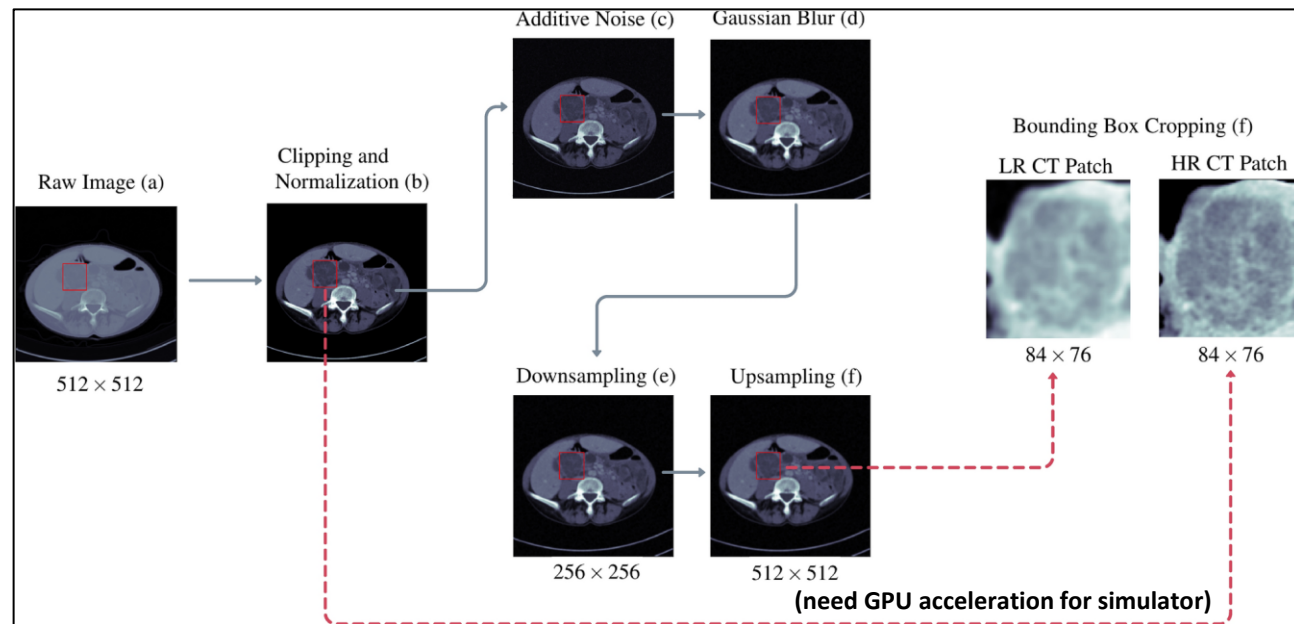 Raw Image (a)
512 × 512
Clipping and
Normalization (b)
Additive Noise (c)
Gaussian Blur (d)
Downsampling (e)
256 × 256
Upsampling (f)
512 × 512
Bounding Box Cropping (f)
LR CT Patch
84 × 76
HR CT Patch
84 × 76
(need GPU acceleration for simulator)